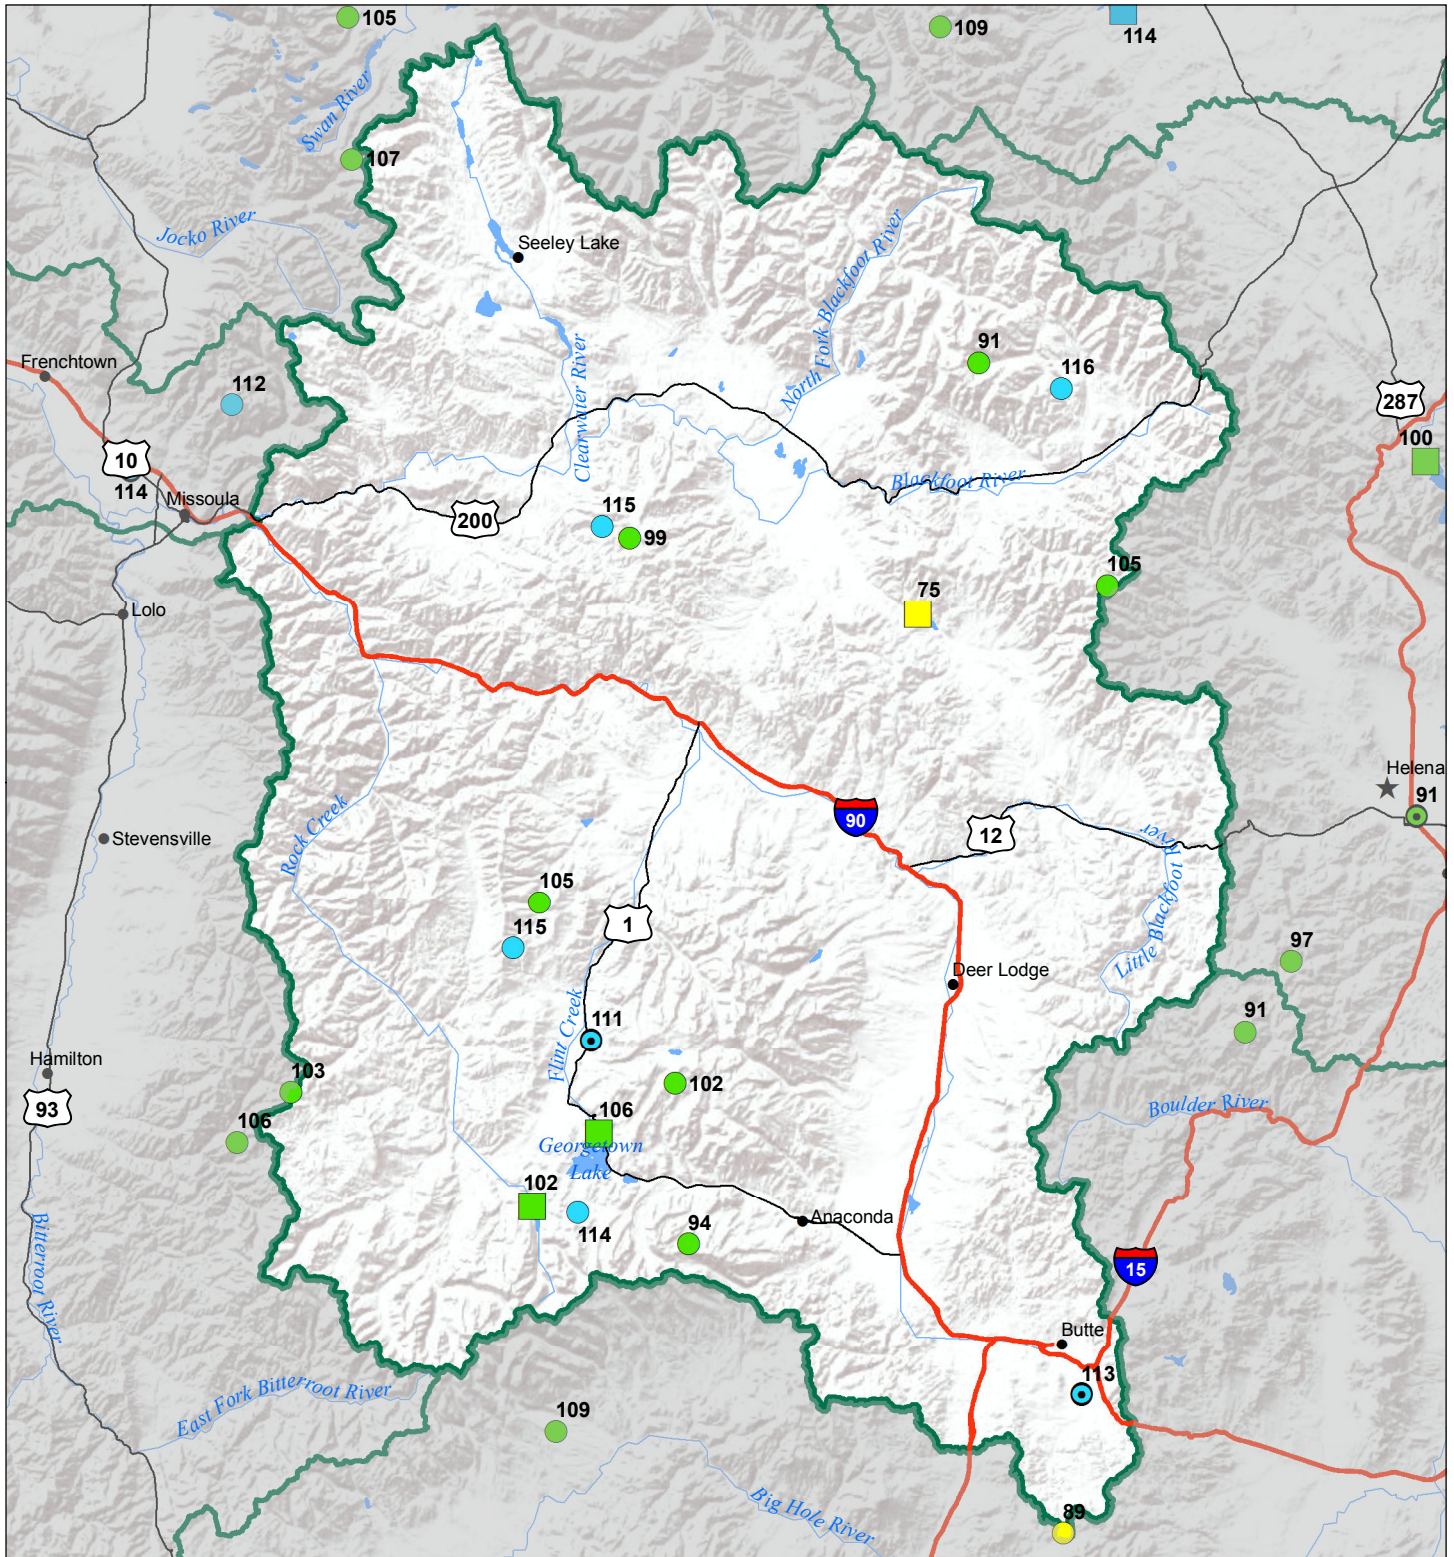 105
109
114
Swan River
107
Jocko River
Seeley Lake
North Fork Blackfoot River
Frenchtown
112
Clearwater River
91
116
287
100
10
114
Missoula
Blackfoot River
200
115
99
105
75
Lolo
Helena
91
Rock Creek
90
12
Little Blackfoot River
Stevensville
105
1
115
97
Deer Lodge
91
Flint Creek
111
Hamilton
103
102
93
106
106
Boulder River
Georgetown
Lake
102
114
94
Anaconda
Bitterroot River
15
Butte
113
East Fork Bitterroot River
109
Big Hole River
89